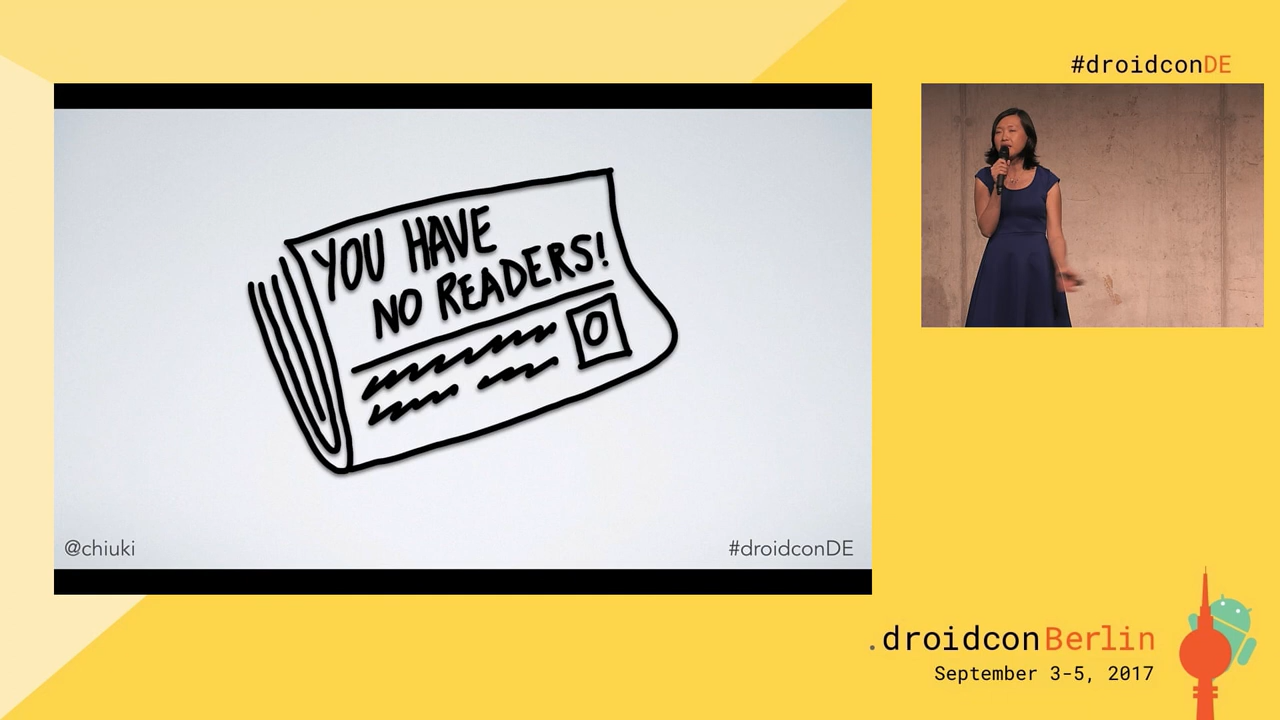 #droidconDE
YOU HAVE
NO READERS!
0
@chiuki
#droidconDE
.droidconBerlin
September 3-5, 2017